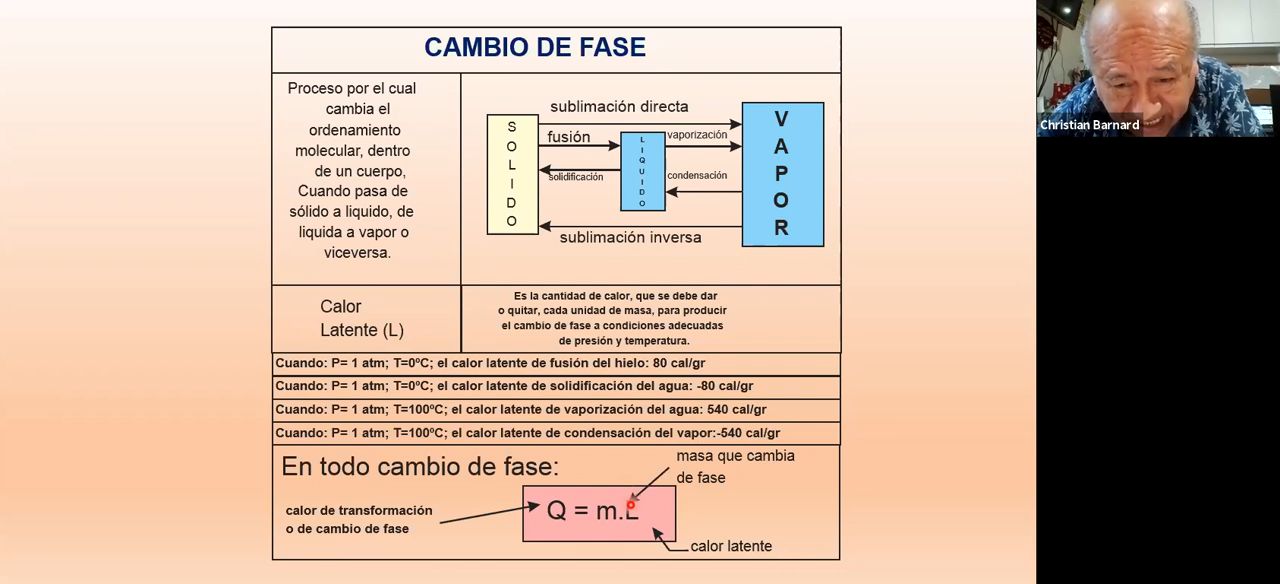 CAMBIO DE FASE
Proceso por el cual
cambia el
ordenamiento
molecular, dentro
de un cuerpo,
Cuando pasa de
sólido a liquido, de
liquida a vapor o
viceversa.
sublimación directa
SOLIDO
fusión
LIQUIDO
vaporización
VAPOR
solidificación
condensación
sublimación inversa
Calor
Latente (L)
Es la cantidad de calor, que se debe dar
o quitar, cada unidad de masa, para producir
el cambio de fase a condiciones adecuadas
de presión y temperatura.
Cuando: P= 1 atm; T=0ºC; el calor latente de fusión del hielo: 80 cal/gr
Cuando: P= 1 atm; T=0ºC; el calor latente de solidificación del agua: -80 cal/gr
Cuando: P= 1 atm; T=100ºC; el calor latente de vaporización del agua: 540 cal/gr
Cuando: P= 1 atm; T=100ºC; el calor latente de condensación del vapor:-540 cal/gr
En todo cambio de fase:
masa que cambia
de fase
calor de transformación
o de cambio de fase
Q = m.L
calor latente
Christian Barnard